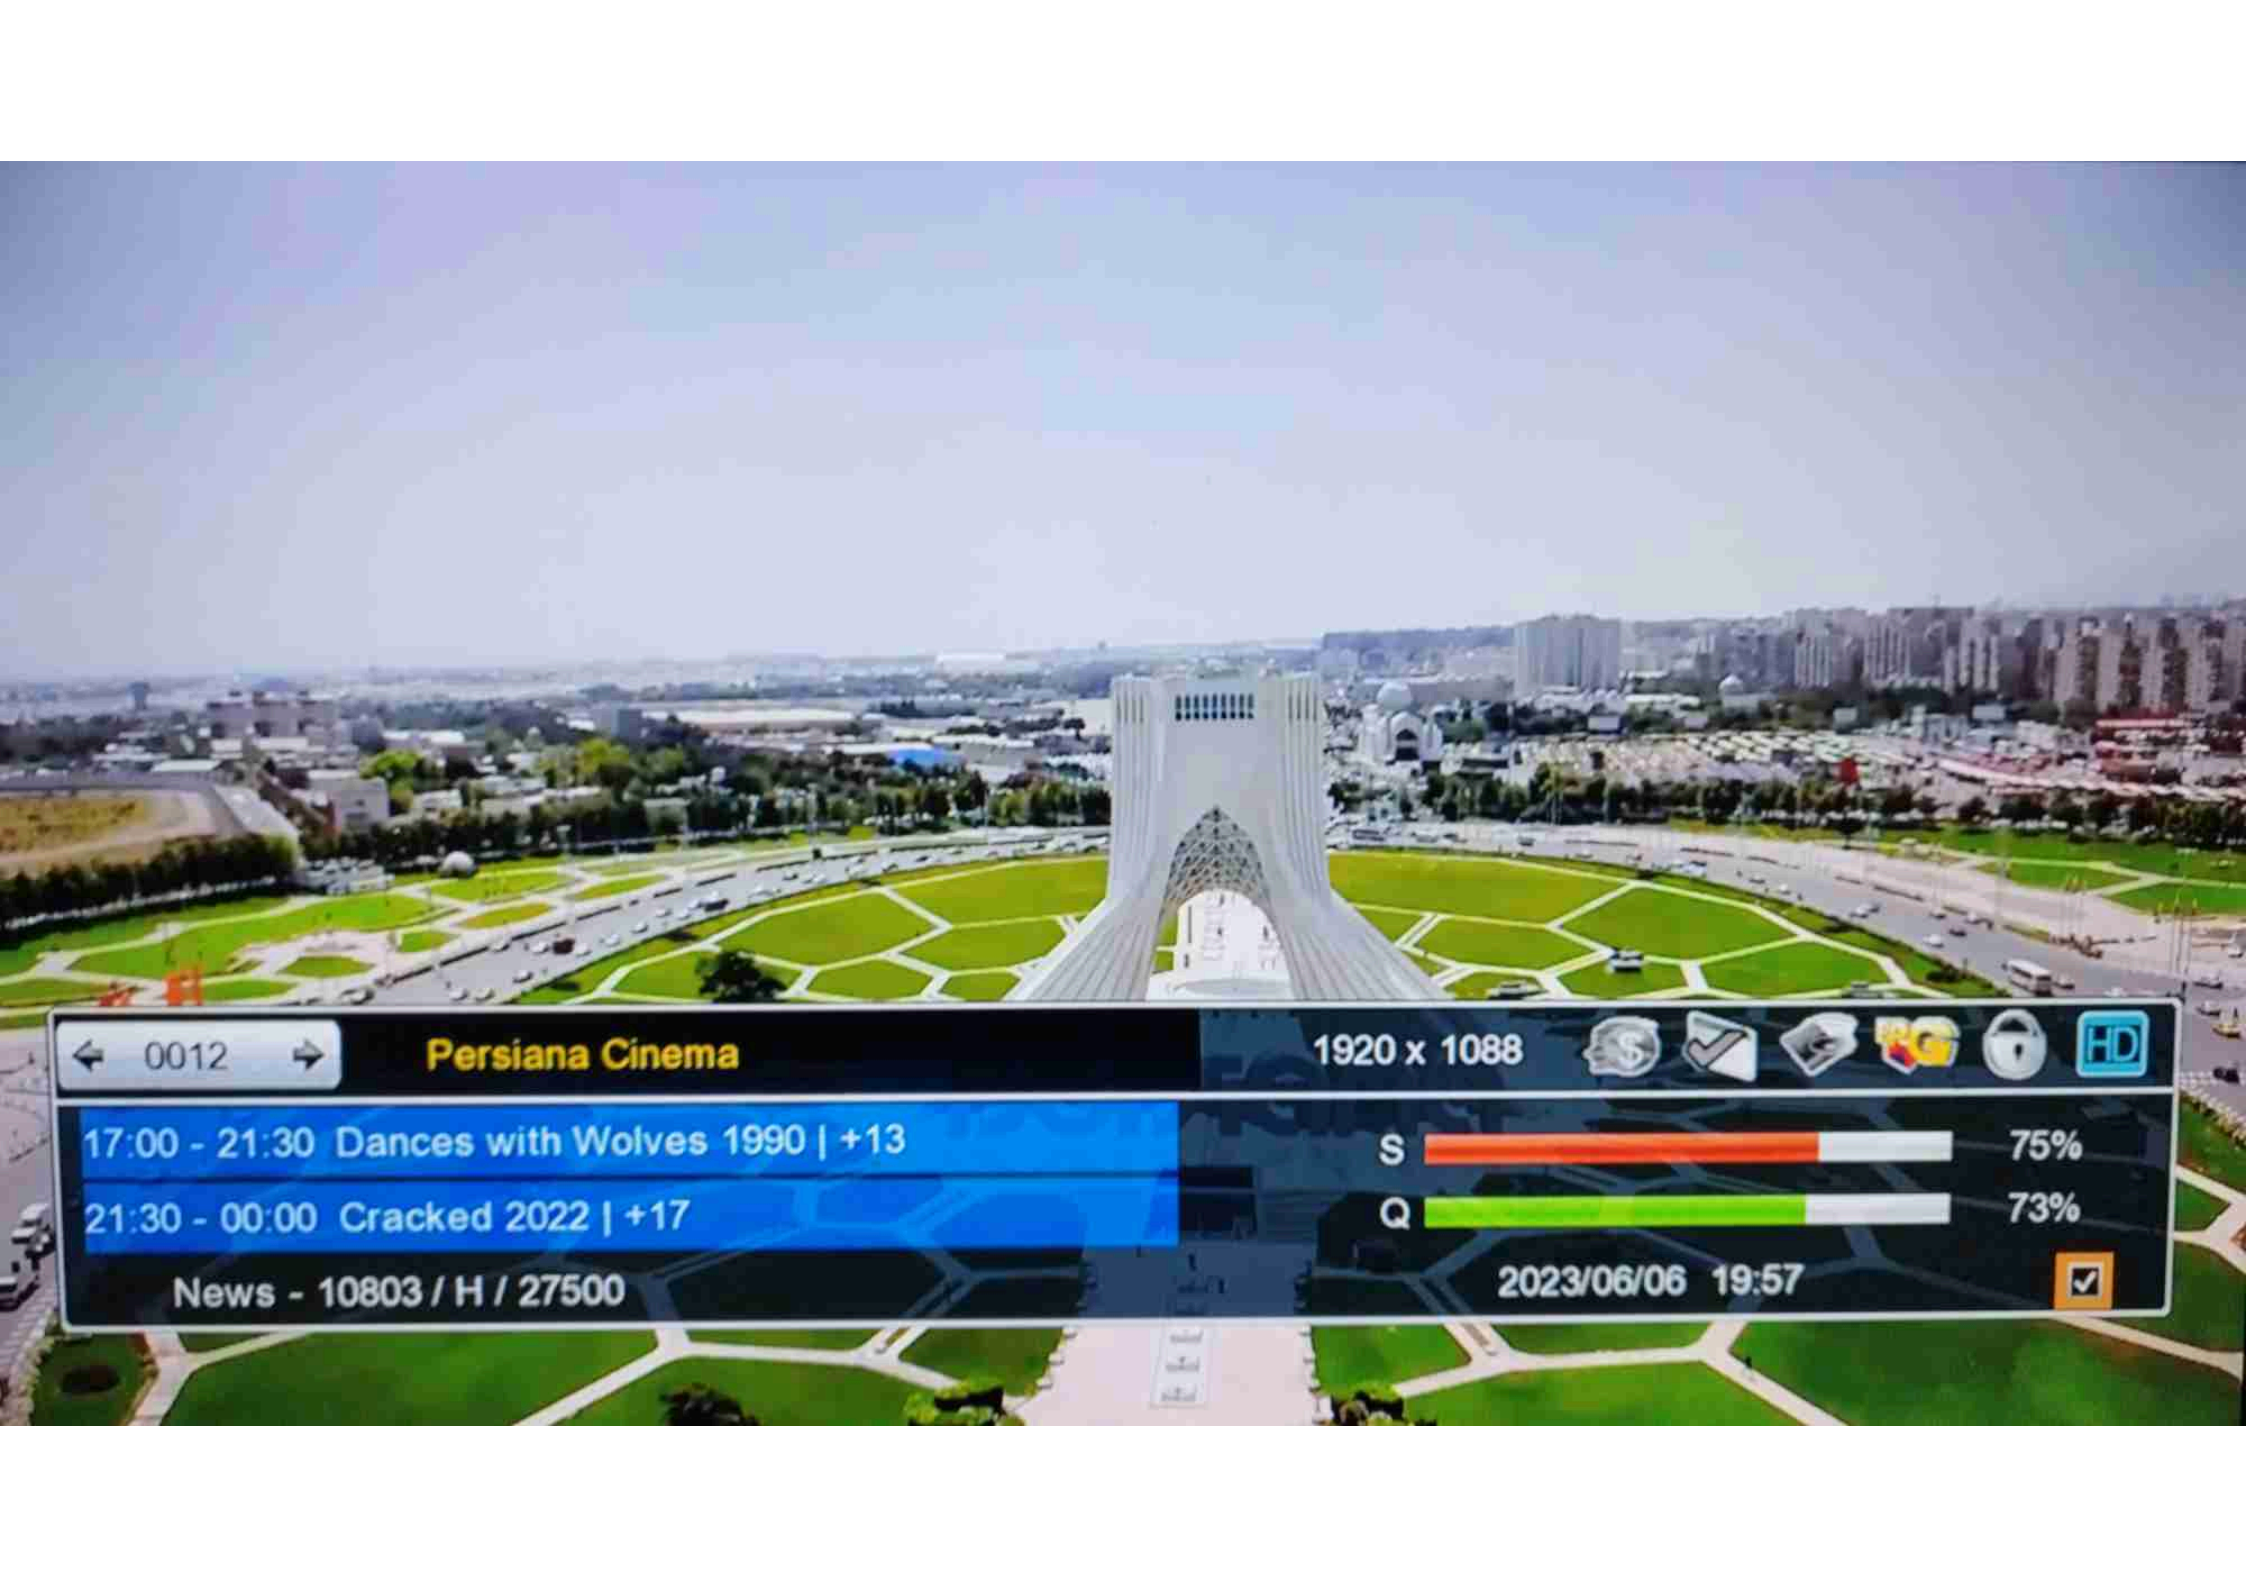 0012
Persiana Cinema
1920 x 1088
HD
17:00 - 21:30 Dances with Wolves 1990 | +13
21:30 - 00:00 Cracked 2022 | +17
S 75%
Q 73%
News - 10803 / H / 27500
2023/06/06 19:57